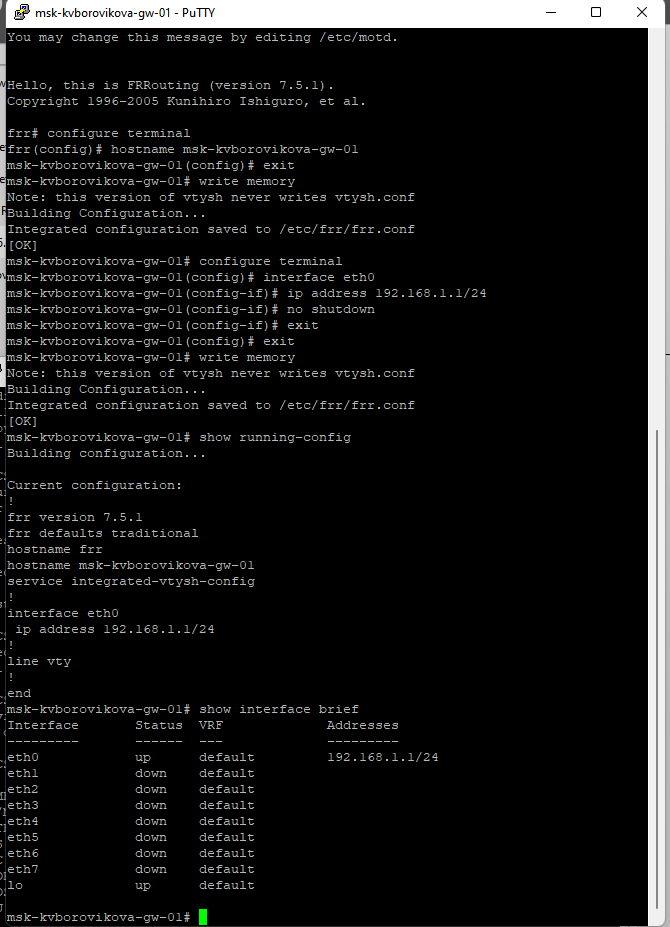 msk-kvborovikova-gw-01 - PuTTY
You may change this message by editing /etc/motd.
Hello, this is FRRouting (version 7.5.1).
Copyright 1996-2005 Kunihiro Ishiguro, et al.
frr# configure terminal
frr(config)# hostname msk-kvborovikova-gw-01
msk-kvborovikova-gw-01(config)# exit
msk-kvborovikova-gw-01# write memory
Note: this version of vtysh never writes vtysh.conf
Building Configuration...
Integrated configuration saved to /etc/frr/frr.conf
[OK]
msk-kvborovikova-gw-01# configure terminal
msk-kvborovikova-gw-01(config)# interface eth0
msk-kvborovikova-gw-01(config-if)# ip address 192.168.1.1/24
msk-kvborovikova-gw-01(config-if)# no shutdown
msk-kvborovikova-gw-01(config-if)# exit
msk-kvborovikova-gw-01(config)# exit
msk-kvborovikova-gw-01# write memory
Note: this version of vtysh never writes vtysh.conf
Building Configuration...
Integrated configuration saved to /etc/frr/frr.conf
[OK]
msk-kvborovikova-gw-01# show running-config
Building configuration...
Current configuration:
!
frr version 7.5.1
frr defaults traditional
hostname frr
hostname msk-kvborovikova-gw-01
service integrated-vtysh-config
!
interface eth0
 ip address 192.168.1.1/24
!
line vty
!
end
msk-kvborovikova-gw-01# show interface brief
Interface       Status  VRF             Addresses
---------       ------  ---             ---------
eth0            up      default         192.168.1.1/24
eth1            down    default
eth2            down    default
eth3            down    default
eth4            down    default
eth5            down    default
eth6            down    default
eth7            down    default
lo              up      default
msk-kvborovikova-gw-01#